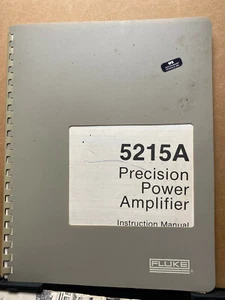 5215A
Precision
Power
Amplifier
Instruction Manual
FLUKE